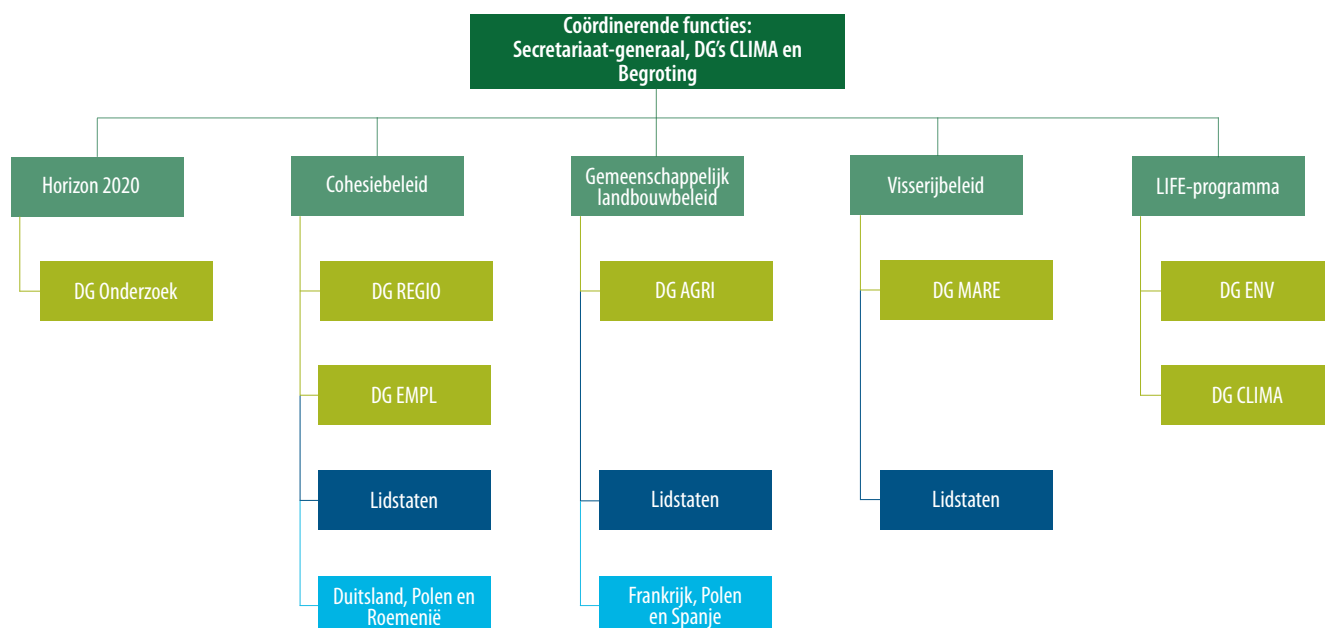 Coördinerende functies:
Secretariaat-generaal, DG's CLIMA en
Begroting
Horizon 2020
Cohesiebeleid
Gemeenschappelijk
landbouwbeleid
Visserijbeleid
LIFE-programma
DG Onderzoek
DG REGIO
DG AGRI
DG MARE
DG ENV
DG EMPL
DG CLIMA
Lidstaten
Lidstaten
Lidstaten
Duitsland, Polen en
Roemenië
Frankrijk, Polen
en Spanje